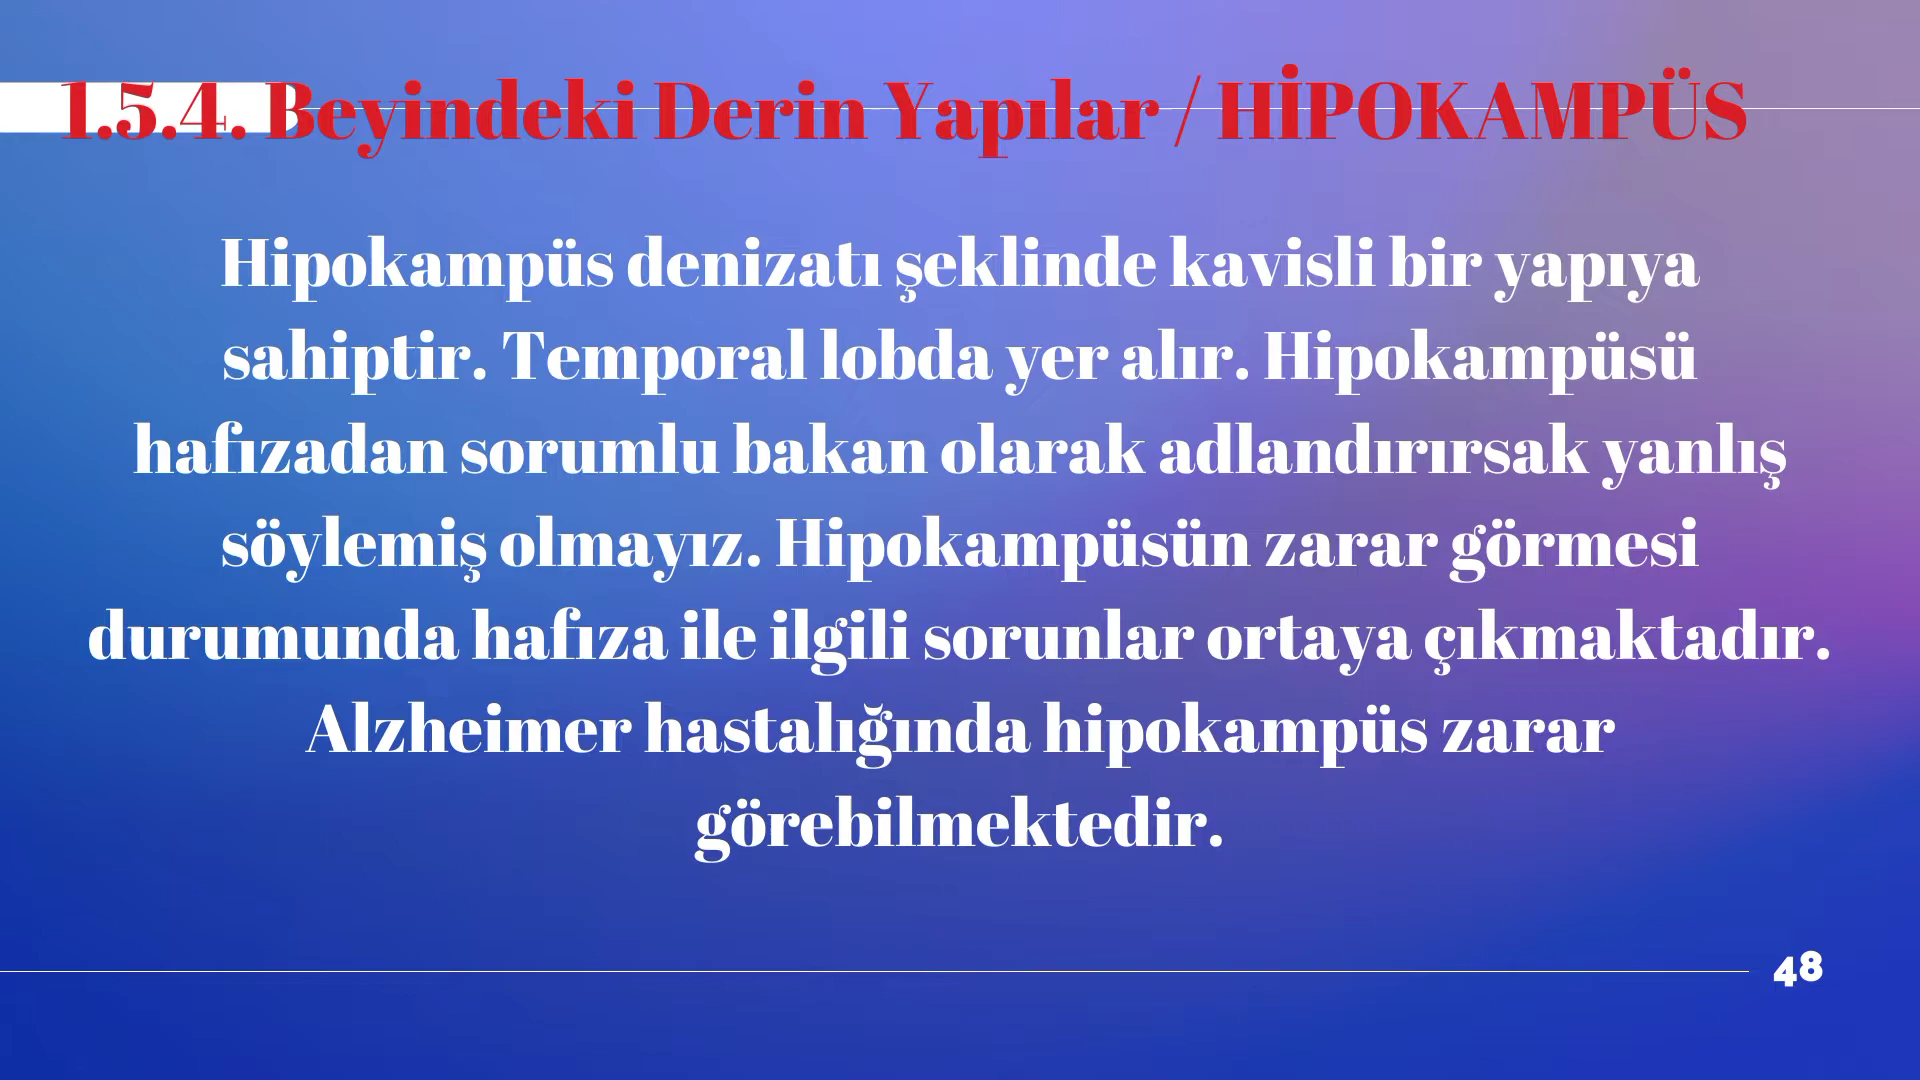 1.5.4. Beyindeki Derin Yapılar / HİPOKAMPÜS
Hipokampüs denizatı şeklinde kavisli bir yapıya
sahiptir. Temporal lobda yer alır. Hipokampüsü
hafızadan sorumlu bakan olarak adlandırırsak yanlış
söylemiş olmayız. Hipokampüsün zarar görmesi
durumunda hafıza ile ilgili sorunlar ortaya çıkmaktadır.
Alzheimer hastalığında hipokampüs zarar
görebilmektedir.
48